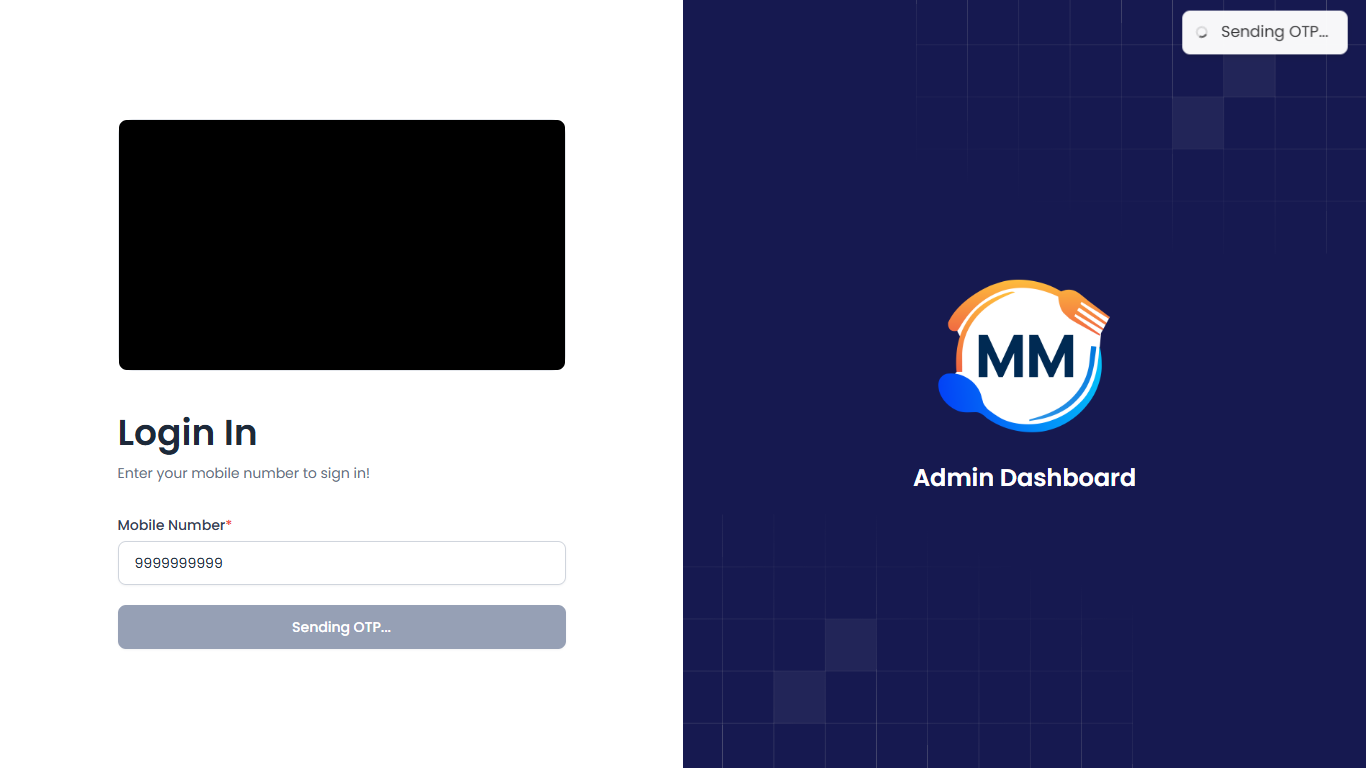 Sending OTP...
Login In
Enter your mobile number to sign in!
Mobile Number*
9999999999
Sending OTP...
MM
Admin Dashboard